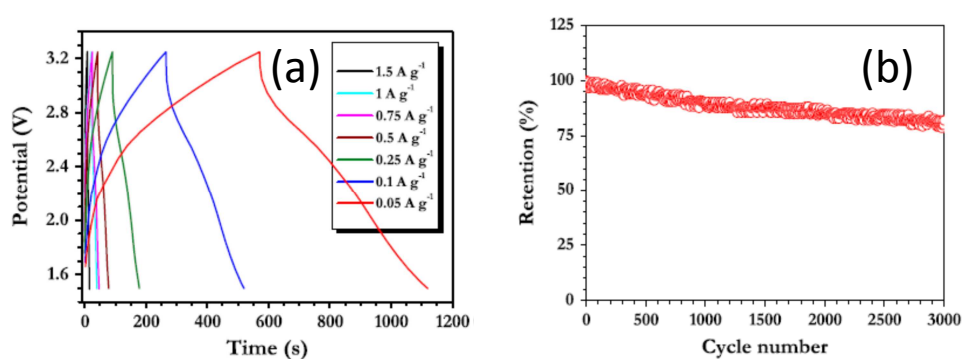 (a)
3.2
2.8
2.4
2.0
1.6
Potential (V)
1.5 A g⁻¹
1 A g⁻¹
0.75 A g⁻¹
0.5 A g⁻¹
0.25 A g⁻¹
0.1 A g⁻¹
0.05 A g⁻¹
0 200 400 600 800 1000 1200
Time (s)
(b)
125
100
75
50
25
0
Retention (%)
0 500 1000 1500 2000 2500 3000
Cycle number